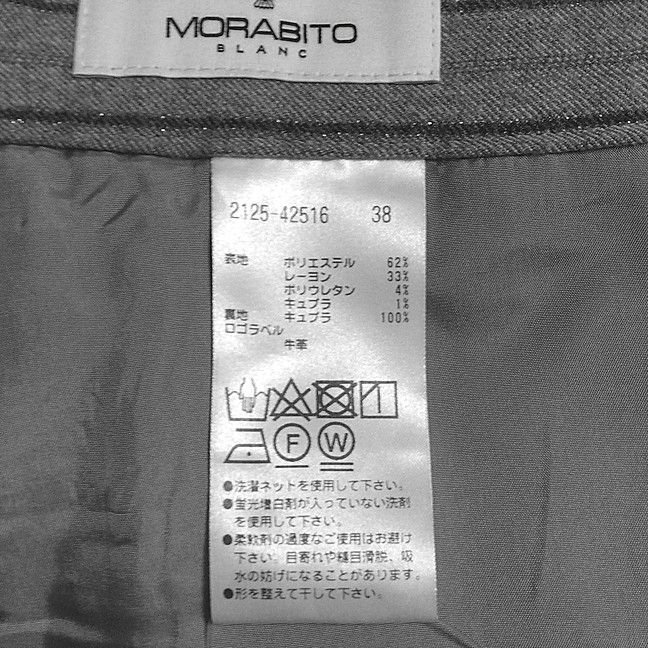 MORABITO
BLANC
2125-42516 38
表地 ポリエステル 62%
レーヨン 33%
ポリウレタン 4%
キュプラ 1%
裏地 キュプラ 100%
ロゴラベル
牛革
F W
●洗濯ネットを使用して下さい。
●蛍光増白剤が入っていない洗剤
を使用して下さい。
●柔軟剤の過度なご使用はお避け
下さい。目寄れや縫目滑脱、吸
水の妨げになることがあります。
●形を整えて干して下さい。